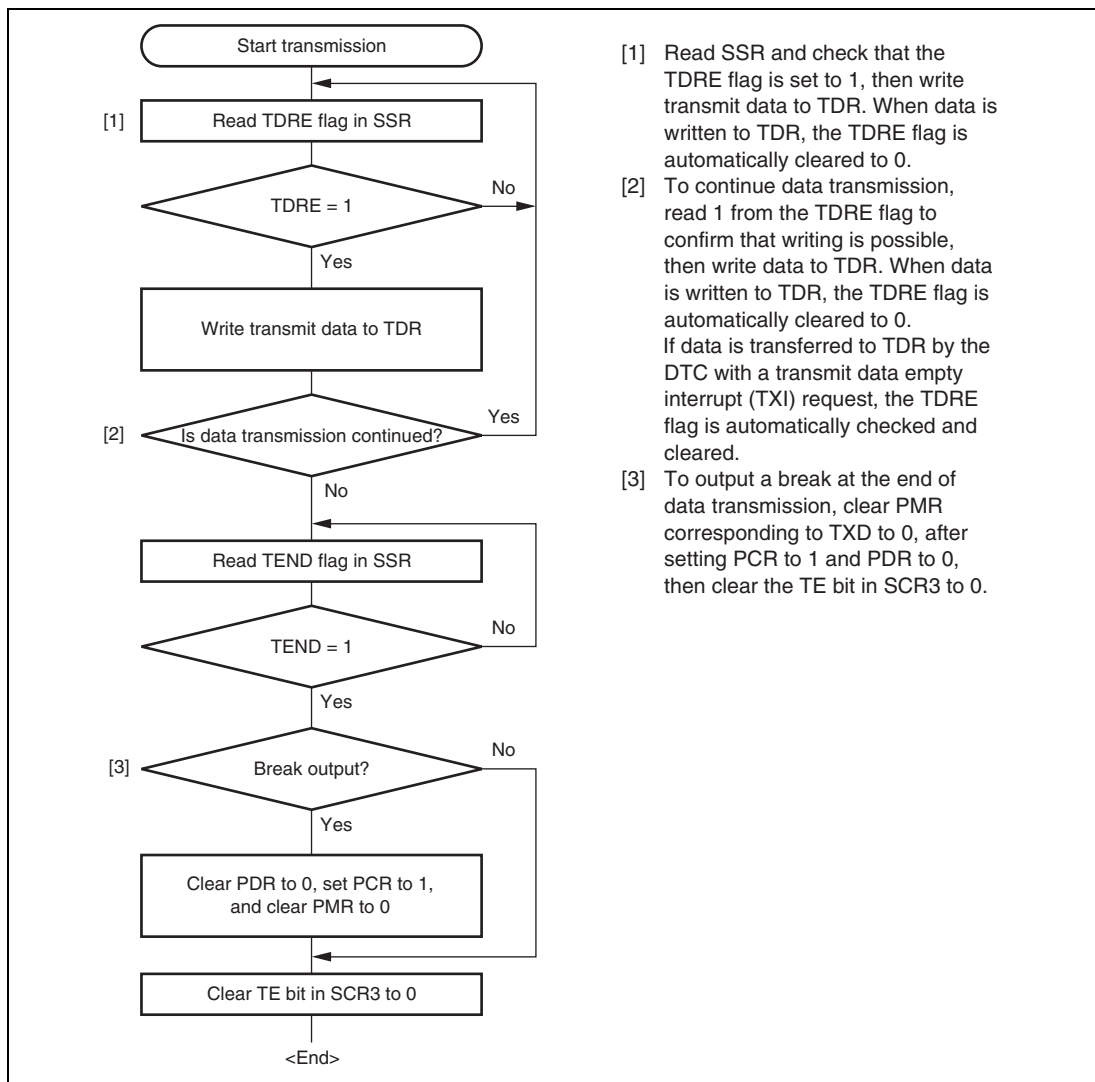 Start transmission
[1] Read TDRE flag in SSR
TDRE = 1
No
Yes
Write transmit data to TDR
[2] Is data transmission continued?
Yes
No
Read TEND flag in SSR
TEND = 1
No
Yes
[3] Break output?
No
Yes
Clear PDR to 0, set PCR to 1,
and clear PMR to 0
Clear TE bit in SCR3 to 0
<End>
[1] Read SSR and check that the
TDRE flag is set to 1, then write
transmit data to TDR. When data is
written to TDR, the TDRE flag is
automatically cleared to 0.
[2] To continue data transmission,
read 1 from the TDRE flag to
confirm that writing is possible,
then write data to TDR. When data
is written to TDR, the TDRE flag is
automatically cleared to 0.
If data is transferred to TDR by the
DTC with a transmit data empty
interrupt (TXI) request, the TDRE
flag is automatically checked and
cleared.
[3] To output a break at the end of
data transmission, clear PMR
corresponding to TXD to 0, after
setting PCR to 1 and PDR to 0,
then clear the TE bit in SCR3 to 0.